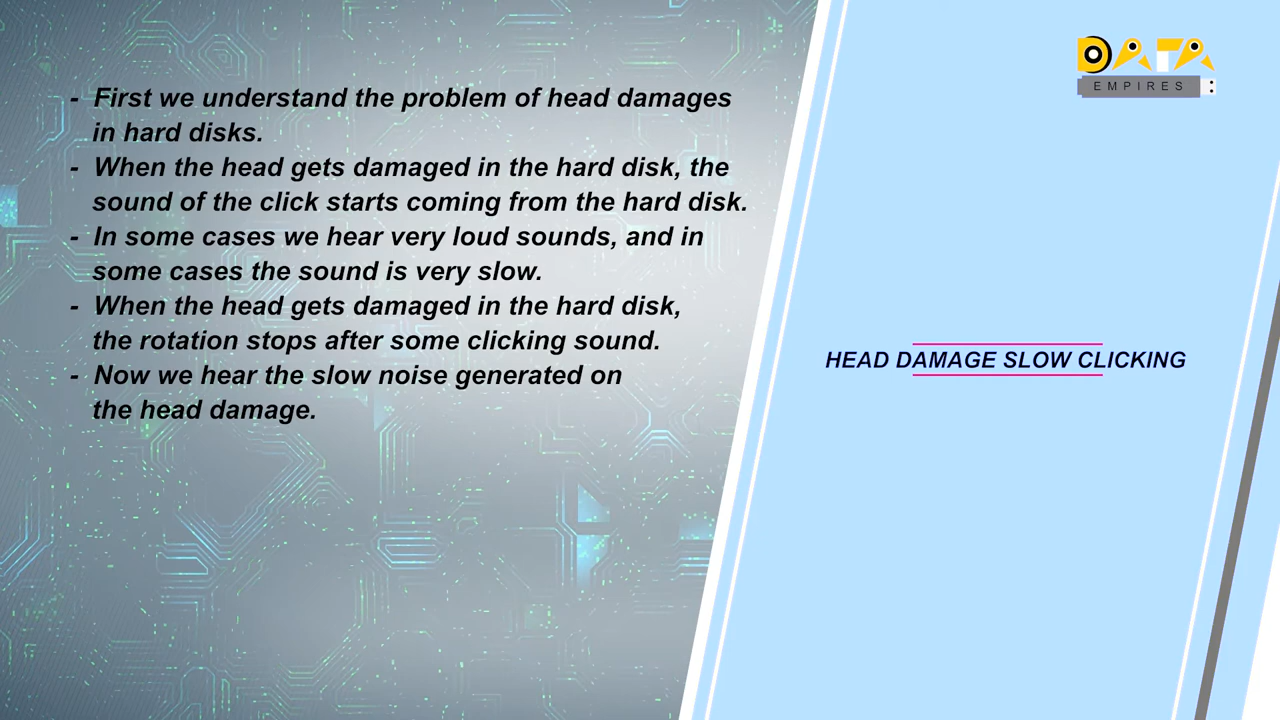 - First we understand the problem of head damages
in hard disks.
- When the head gets damaged in the hard disk, the
sound of the click starts coming from the hard disk.
- In some cases we hear very loud sounds, and in
some cases the sound is very slow.
- When the head gets damaged in the hard disk,
the rotation stops after some clicking sound.
- Now we hear the slow noise generated on
the head damage.
DATA
EMPIRES
HEAD DAMAGE SLOW CLICKING